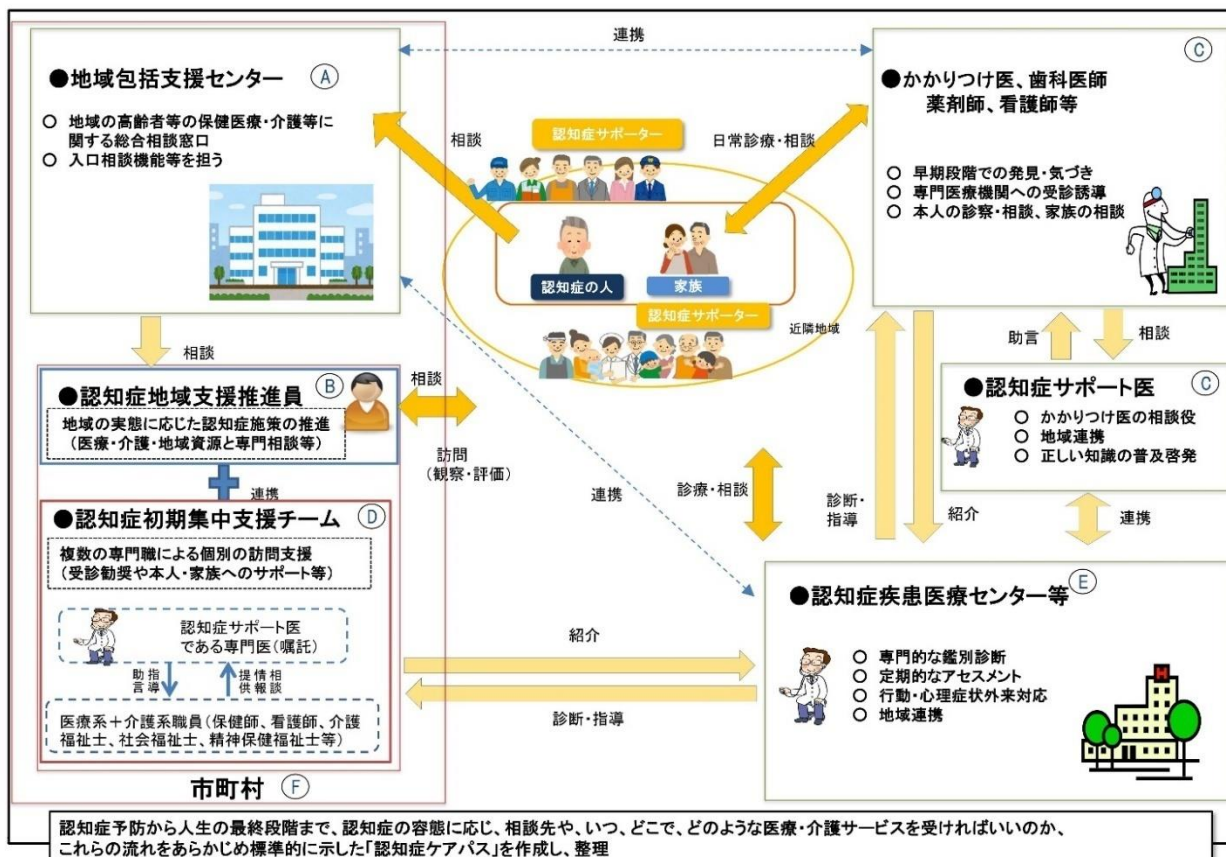 連携
●地域包括支援センター
Ⓐ
○ 地域の高齢者等の保健医療・介護等に
関する総合相談窓口
○ 入口相談機能等を担う
相談
認知症サポーター
日常診療・相談
認知症の人
家族
認知症サポーター
近隣地域
Ⓒ
●かかりつけ医、歯科医師
薬剤師、看護師等
○ 早期段階での発見・気づき
○ 専門医療機関への受診誘導
○ 本人の診察・相談、家族の相談
相談
●認知症地域支援推進員
Ⓑ
地域の実態に応じた認知症施策の推進
（医療・介護・地域資源と専門相談等）
相談
訪問
（観察・評価）
連携
●認知症初期集中支援チーム
Ⓓ
複数の専門職による個別の訪問支援
（受診勧奨や本人・家族へのサポート等）
認知症サポート医
である専門医（嘱託）
指導
助言
相談
情報
提供
医療系＋介護系職員（保健師、看護師、介護
福祉士、社会福祉士、精神保健福祉士等）
市町村
Ⓕ
連携
診療・相談
診断・
指導
紹介
助言
相談
●認知症サポート医
Ⓒ
○ かかりつけ医の相談役
○ 地域連携
○ 正しい知識の普及啓発
連携
紹介
診断・指導
●認知症疾患医療センター等
Ⓔ
○ 専門的な鑑別診断
○ 定期的なアセスメント
○ 行動・心理症状外来対応
○ 地域連携
H
認知症予防から人生の最終段階まで、認知症の容態に応じ、相談先や、いつ、どこで、どのような医療・介護サービスを受ければいいのか、
これらの流れをあらかじめ標準的に示した「認知症ケアパス」を作成し、整理